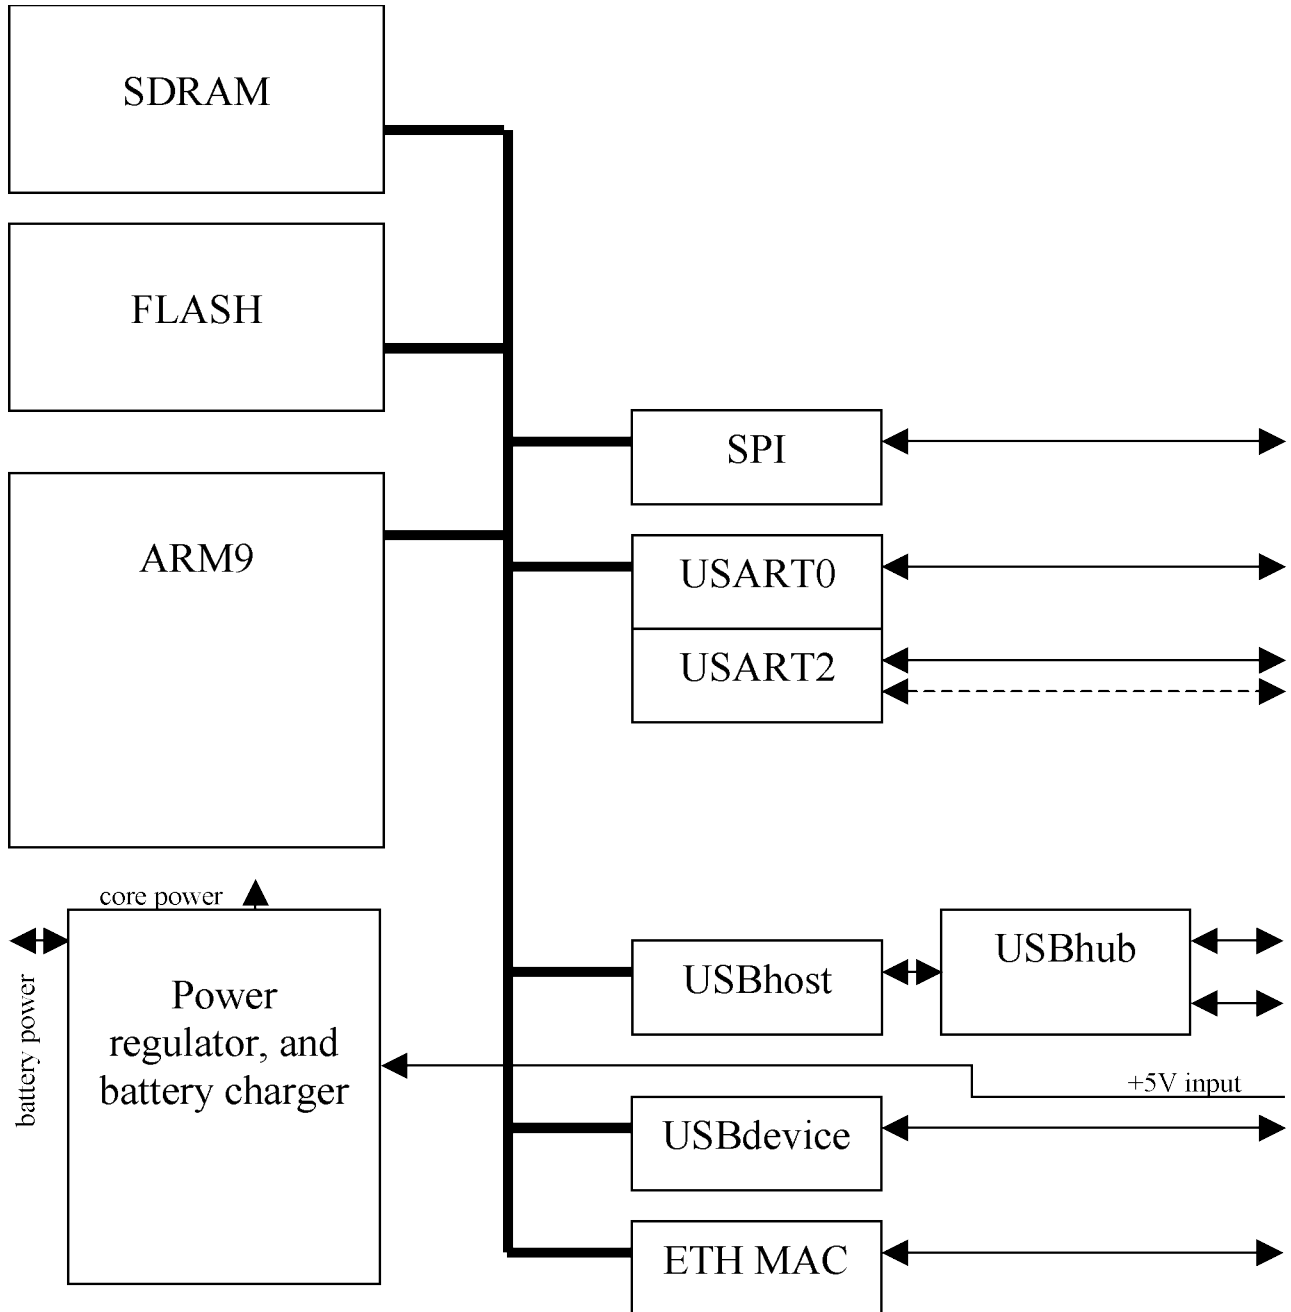 SDRAM
FLASH
SPI
ARM9
USART0
USART2
core power
battery power
Power
regulator, and
battery charger
USBhost
USBhub
+5V input
USBdevice
ETH MAC